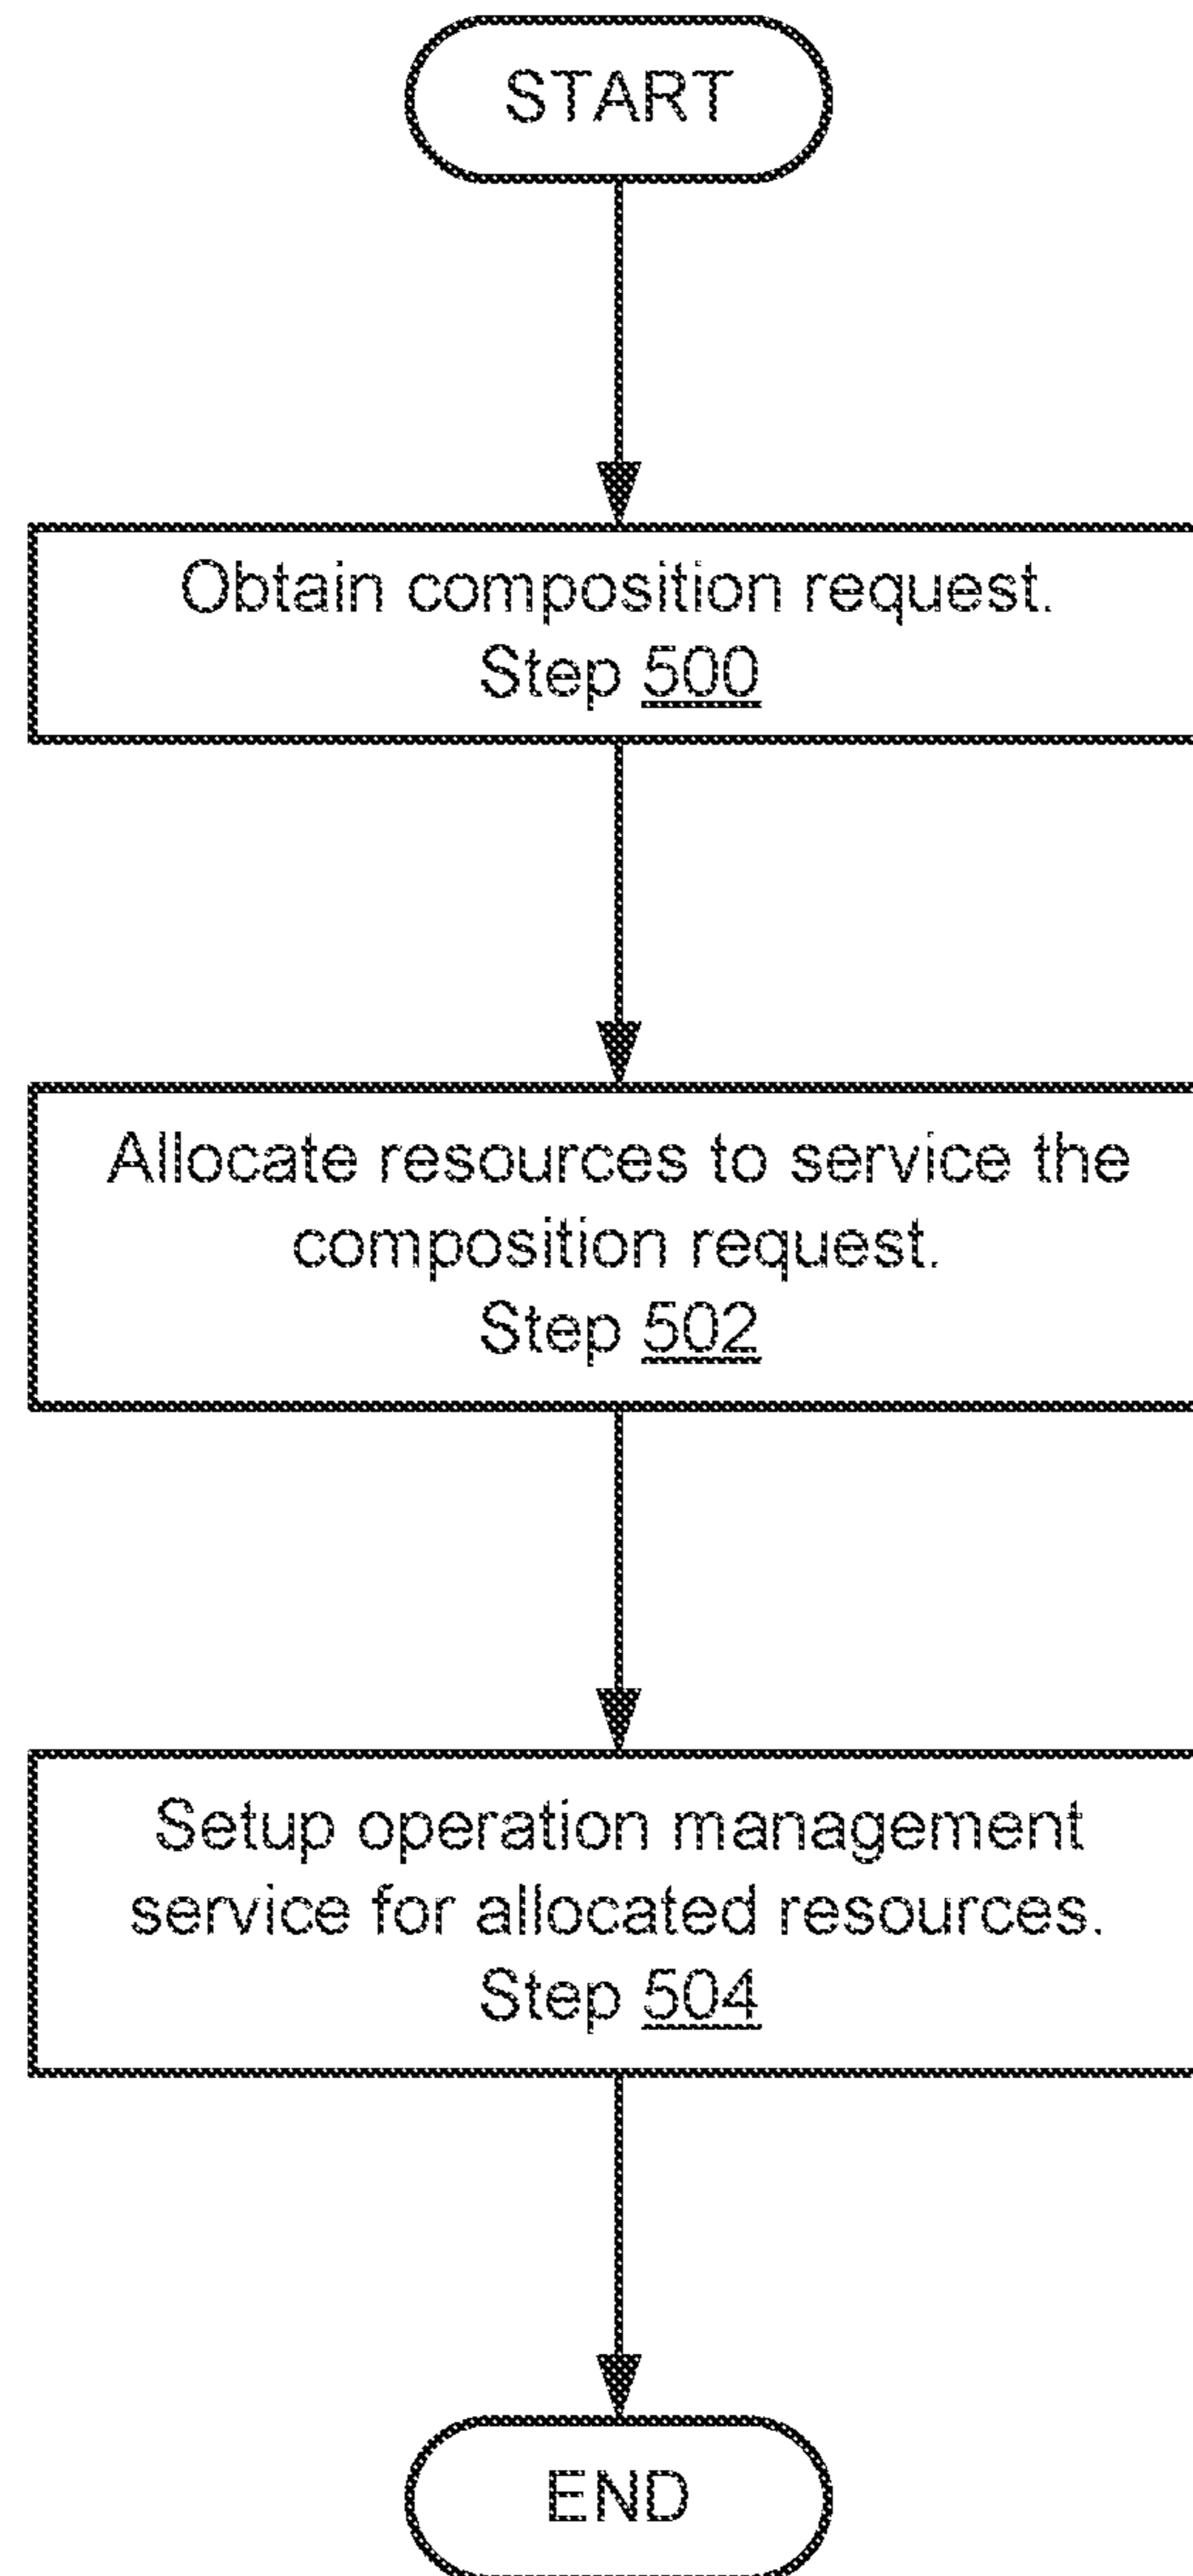 START
Obtain composition request.
Step 500
Allocate resources to service the
composition request.
Step 502
Setup operation management
service for allocated resources.
Step 504
END